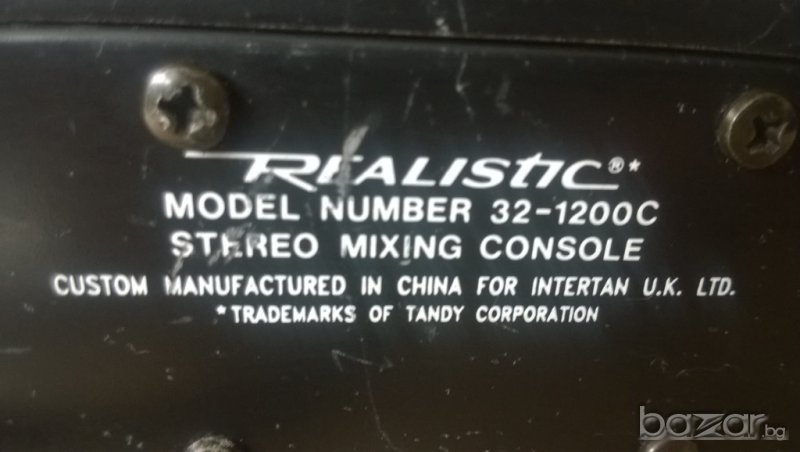 REALISTIC®*
MODEL NUMBER 32-1200C
STEREO MIXING CONSOLE
CUSTOM MANUFACTURED IN CHINA FOR INTERTAN U.K. LTD.
*TRADEMARKS OF TANDY CORPORATION
bazar.bg